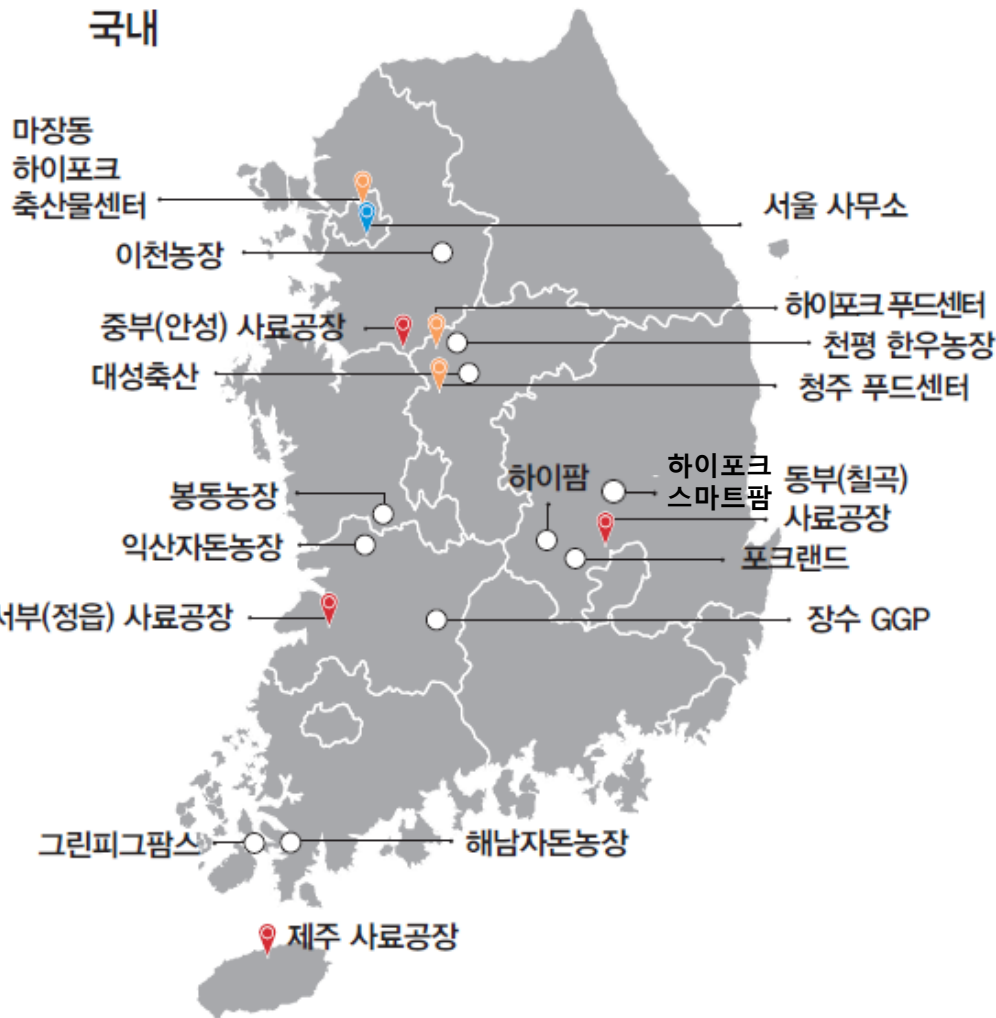 국내
마장동
하이포크
축산물센터
서울 사무소
이천농장
하이포크 푸드센터
중부(안성) 사료공장
천평 한우농장
대성축산
청주 푸드센터
하이팜
하이포크
스마트팜
동부(칠곡)
사료공장
봉동농장
익산자돈농장
포크랜드
서부(정읍) 사료공장
장수 GGP
그린피그팜스
해남자돈농장
제주 사료공장